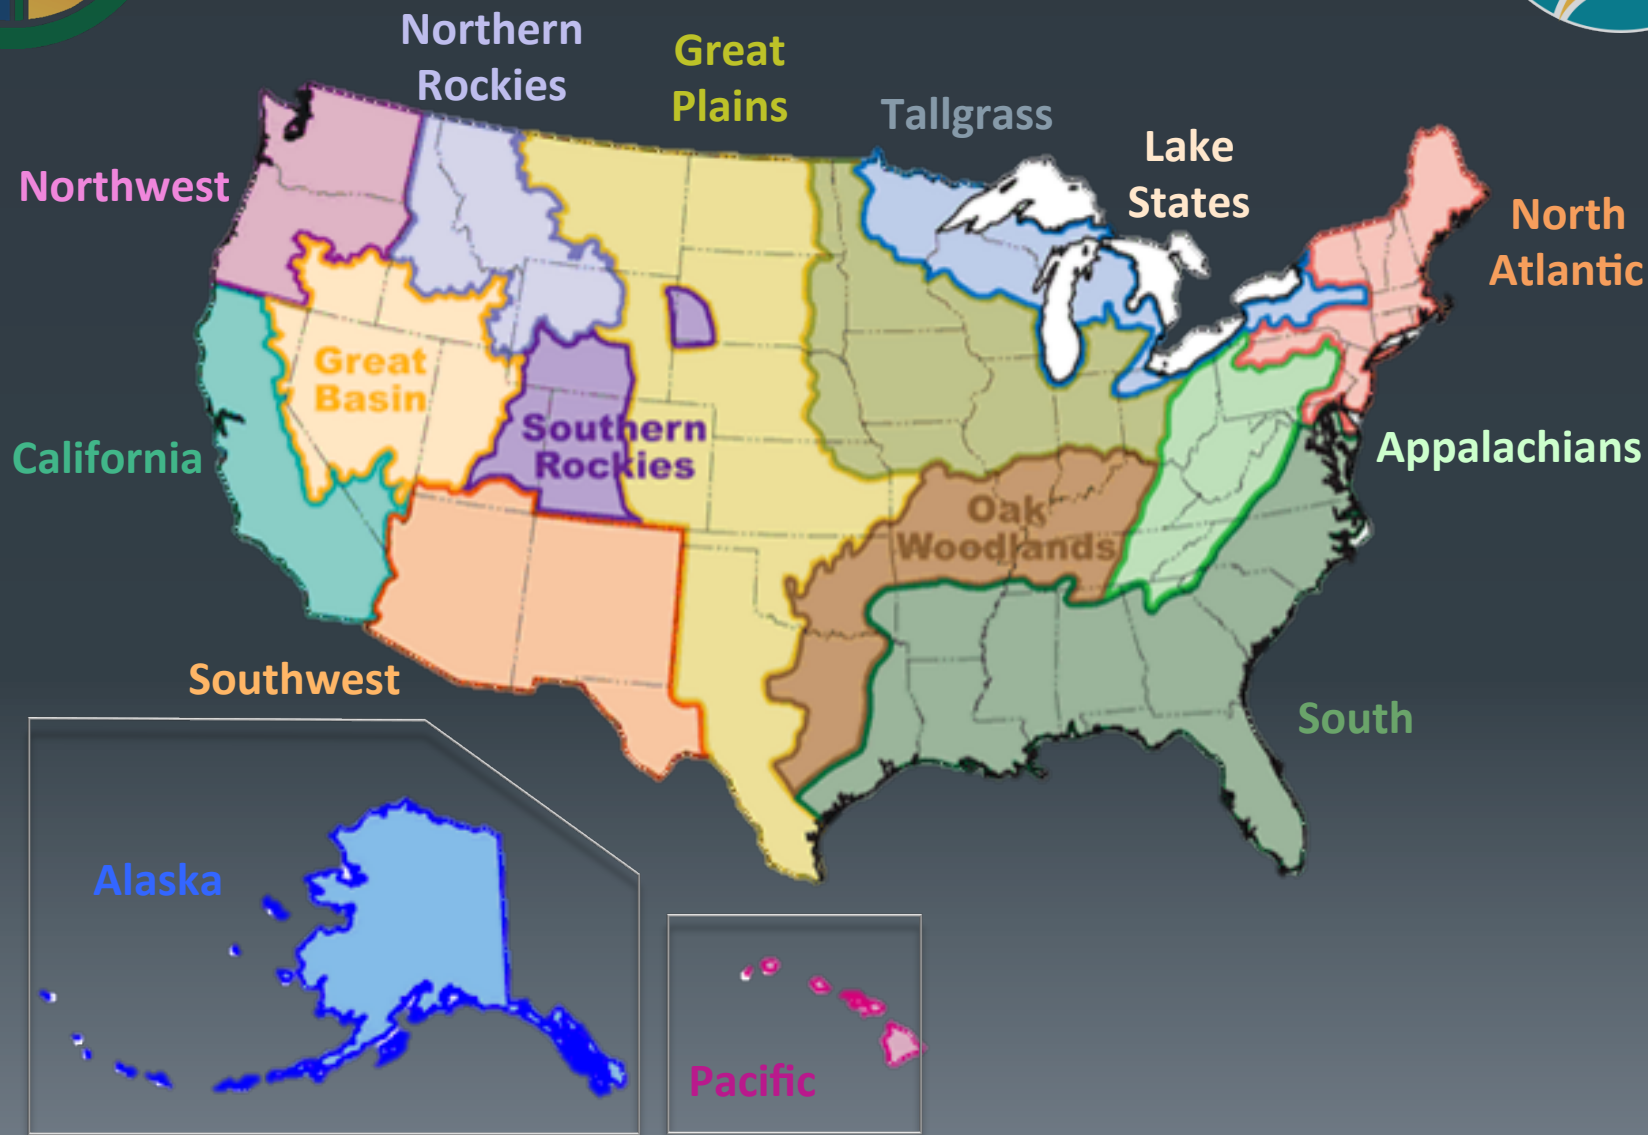 Northern
Rockies
Great
Plains
Tallgrass
Lake
States
Northwest
North
Atlantic
Great
Basin
Southern
Rockies
California
Appalachians
Oak
Woodlands
Southwest
South
Alaska
Pacific